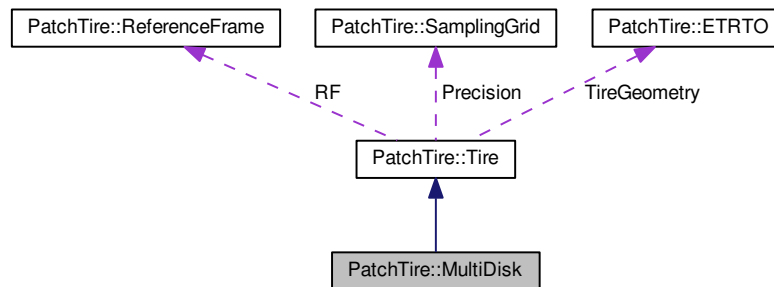 PatchTire::ReferenceFrame
PatchTire::SamplingGrid
PatchTire::ETRTO
RF
Precision
TireGeometry
PatchTire::Tire
PatchTire::MultiDisk